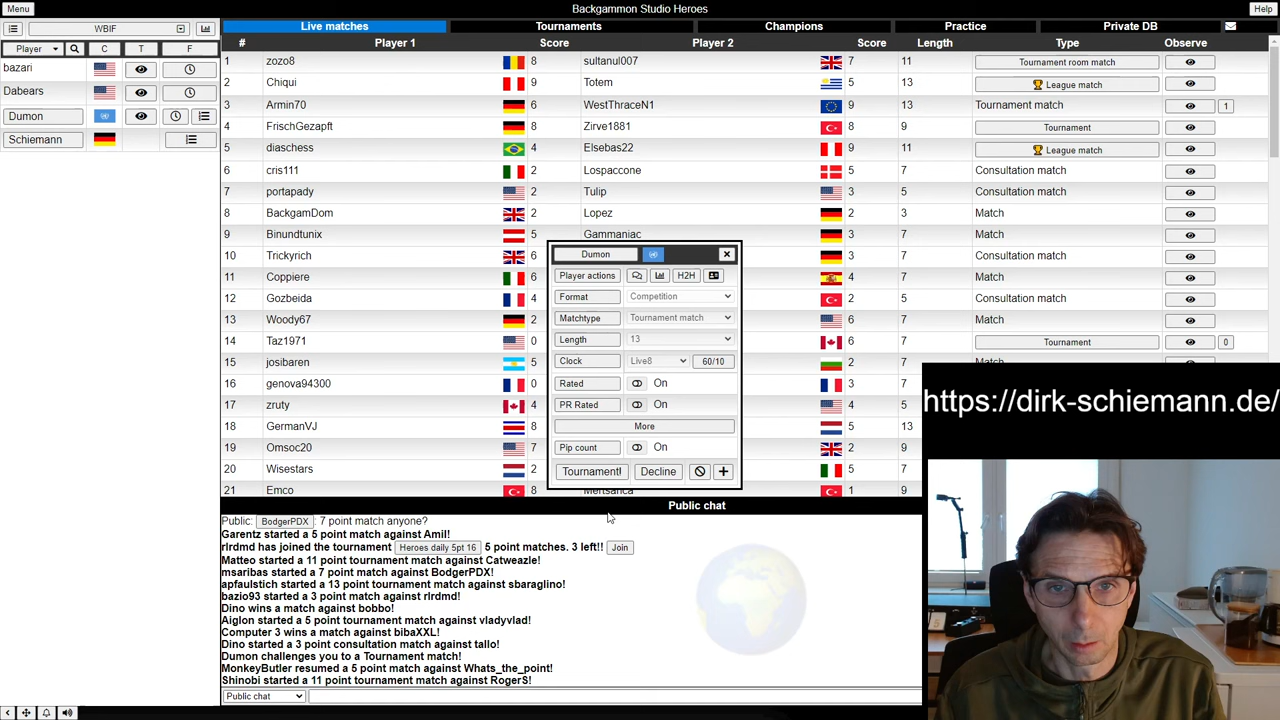 Menu
Backgammon Studio Heroes
Help
WBIF
Live matches Tournaments Champions Practice Private DB
Player C T F
# Player 1 Score Player 2 Score Length Type Observe
bazari
Dabears
Dumon
Schiemann
1 zozo8 8 sultanul007 7 11 Tournament room match
2 Chiqui 9 Totem 5 13 League match
3 Armin70 6 WestThraceN1 9 13 Tournament match 1
4 FrischGezapft 8 Zirve1881 8 9 Tournament
5 diaschess 4 Elsebas22 9 11 League match
6 cris111 2 Lospaccone 5 7 Consultation match
7 portapady 2 Tulip 3 5 Consultation match
8 BackgamDom 2 Lopez 2 3 Match
9 Binundtunix 5 Gammaniac 3 7 Match
10 Trickyrich 6 3 7 Consultation match
11 Coppiere 6 4 7 Match
12 Gozbeida 4 2 5 Consultation match
13 Woody67 2 6 7 Match
14 Taz1971 0 6 7 Tournament 0
15 josibaren 5 2 7 Match
16 genova94300 0 3 7
17 zruty 4 4 5
18 GermanVJ 6 5 13
19 Omsoc20 7 2 9
20 Wisestars 2 5 7
21 Emco 8 Mertsanca 1 9
Dumon
Player actions H2H
Format Competition
Matchtype Tournament match
Length 13
Clock Live8 60/10
Rated On
PR Rated On
More
Pip count On
Tournament! Decline
https://dirk-schiemann.de/
Public chat
Public: BodgerPDX : 7 point match anyone?
Garentz started a 5 point match against Amil!
rlrdmd has joined the tournament Heroes daily 5pt 16 5 point matches. 3 left!! Join
Matteo started a 11 point tournament match against Catweazle!
msaribas started a 7 point match against BodgerPDX!
apfaulstich started a 13 point tournament match against sbaraglino!
bazio93 started a 3 point match against rlrdmd!
Dino wins a match against bobbo!
Aiglon started a 5 point tournament match against vladyvlad!
Computer 3 wins a match against bibaXXL!
Dino started a 3 point consultation match against tallo!
Dumon challenges you to a Tournament match!
MonkeyButler resumed a 5 point match against Whats_the_point!
Shinobi started a 11 point tournament match against RogerS!
Public chat